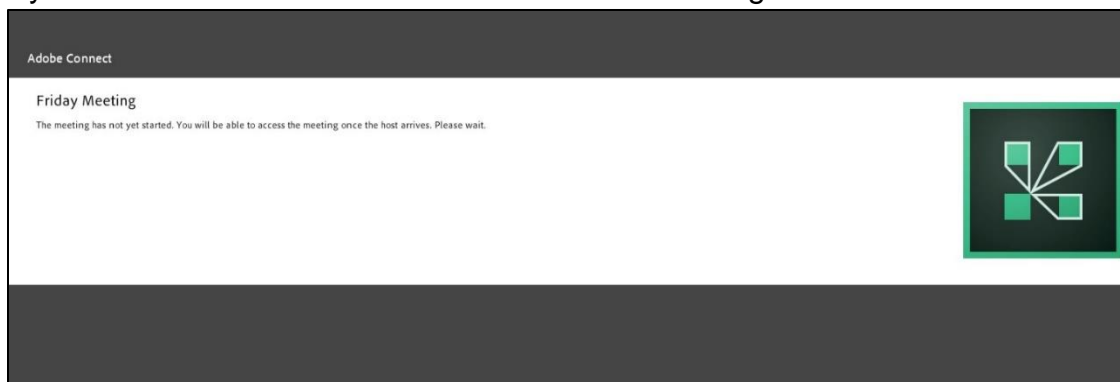 Adobe Connect
Friday Meeting
The meeting has not yet started. You will be able to access the meeting once the host arrives. Please wait.